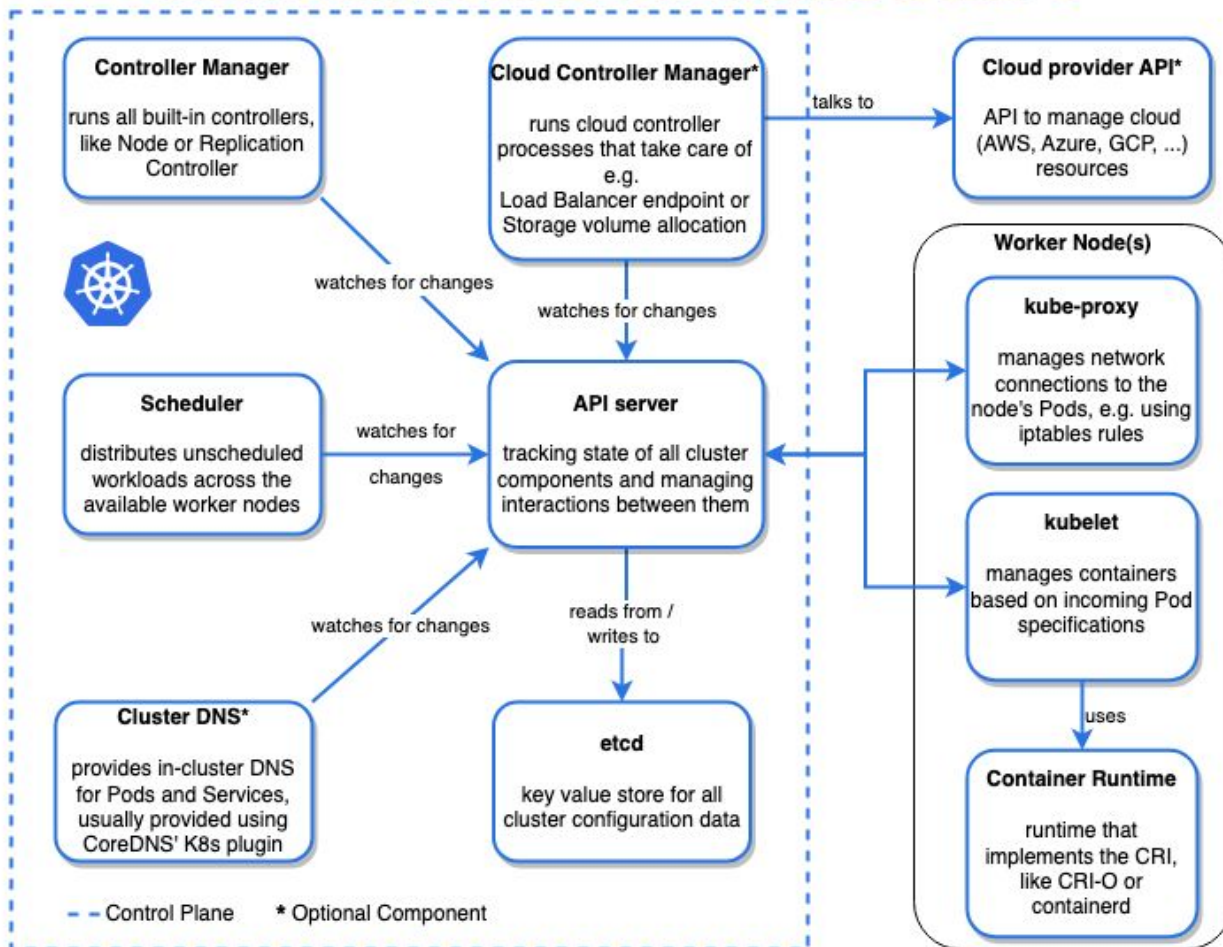 Controller Manager
runs all built-in controllers,
like Node or Replication
Controller
Cloud Controller Manager*
runs cloud controller
processes that take care of
e.g.
Load Balancer endpoint or
Storage volume allocation
talks to
Cloud provider API*
API to manage cloud
(AWS, Azure, GCP, ...)
resources
watches for changes
watches for changes
Worker Node(s)
kube-proxy
manages network
connections to the
node's Pods, e.g. using
iptables rules
Scheduler
distributes unscheduled
workloads across the
available worker nodes
watches for
changes
API server
tracking state of all cluster
components and managing
interactions between them
kubelet
manages containers
based on incoming Pod
specifications
watches for changes
reads from /
writes to
uses
Cluster DNS*
provides in-cluster DNS
for Pods and Services,
usually provided using
CoreDNS' K8s plugin
etcd
key value store for all
cluster configuration data
Container Runtime
runtime that
implements the CRI,
like CRI-O or
containerd
Control Plane
* Optional Component